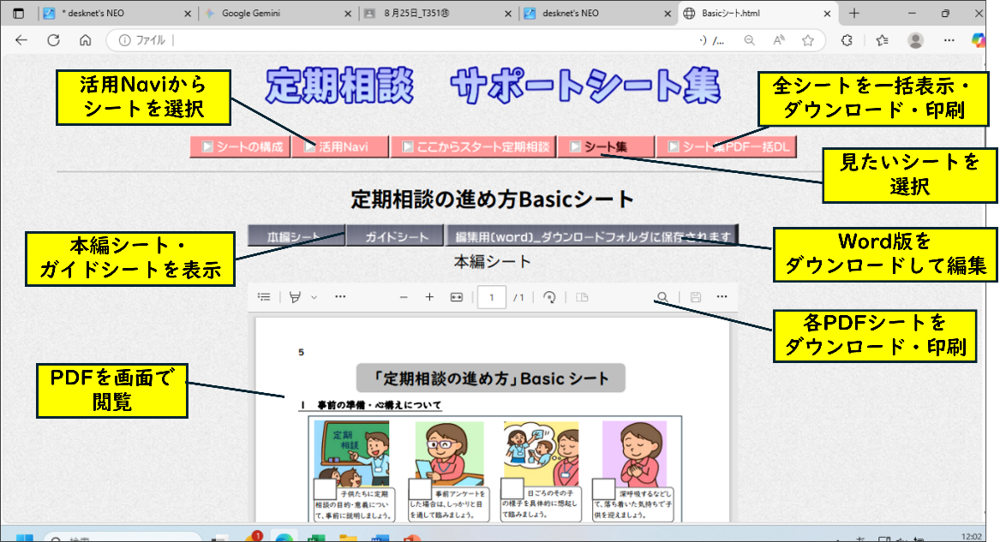 * desknet's NEO
Google Gemini
8月25日_T351⑱
desknet's NEO
Basicシート.html
ファイル
定期相談　サポートシート集
活用Naviから
シートを選択
全シートを一括表示・
ダウンロード・印刷
シートの構成
活用Navi
ここからスタート定期相談
シート集
シート集PDF一括DL
見たいシートを
選択
定期相談の進め方Basicシート
本編シート
ガイドシート
編集用(word)_ダウンロードフォルダに保存されます
本編シート・
ガイドシートを表示
Word版を
ダウンロードして編集
本編シート
1 / 1
各PDFシートを
ダウンロード・印刷
5
PDFを画面で
閲覧
「定期相談の進め方」Basic シート
Ⅰ　事前の準備・心構えについて
定期
相談
子供たちに定期
相談の目的・意義につい
て、事前に説明しましょう。
事前アンケートを
した場合は、しっかりと目
を通して臨みましょう。
日ごろのその子
の様子を具体的に想起し
て臨みましょう。
深呼吸するなどし
て、落ち着いた気持ちで子
供を迎えましょう。
検索
1
12:02